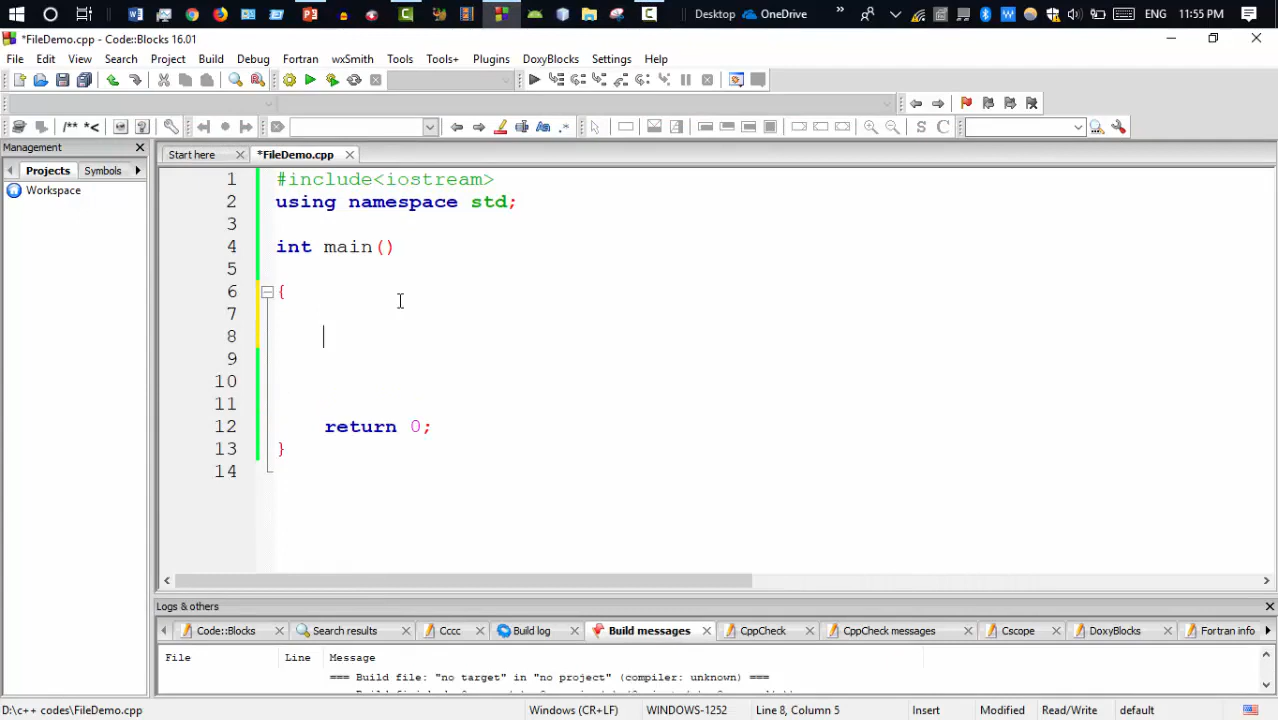 Desktop
OneDrive
»
ENG
11:55 PM
*FileDemo.cpp - Code::Blocks 16.01
File Edit View Search Project Build Debug Fortran wxSmith Tools Tools+ Plugins DoxyBlocks Settings Help
/** *<
S C
Management
Projects Symbols
Workspace
Start here
*FileDemo.cpp
1 #include<iostream>
2 using namespace std;
3
4 int main()
5
6 {
7
8
9
10
11
12 return 0;
13 }
14
Logs & others
Code::Blocks Search results Cccc Build log Build messages CppCheck CppCheck messages Cscope DoxyBlocks Fortran info
File Line Message
=== Build file: "no target" in "no project" (compiler: unknown) ===
D:\c++ codes\FileDemo.cpp Windows (CR+LF) WINDOWS-1252 Line 8, Column 5 Insert Modified Read/Write default